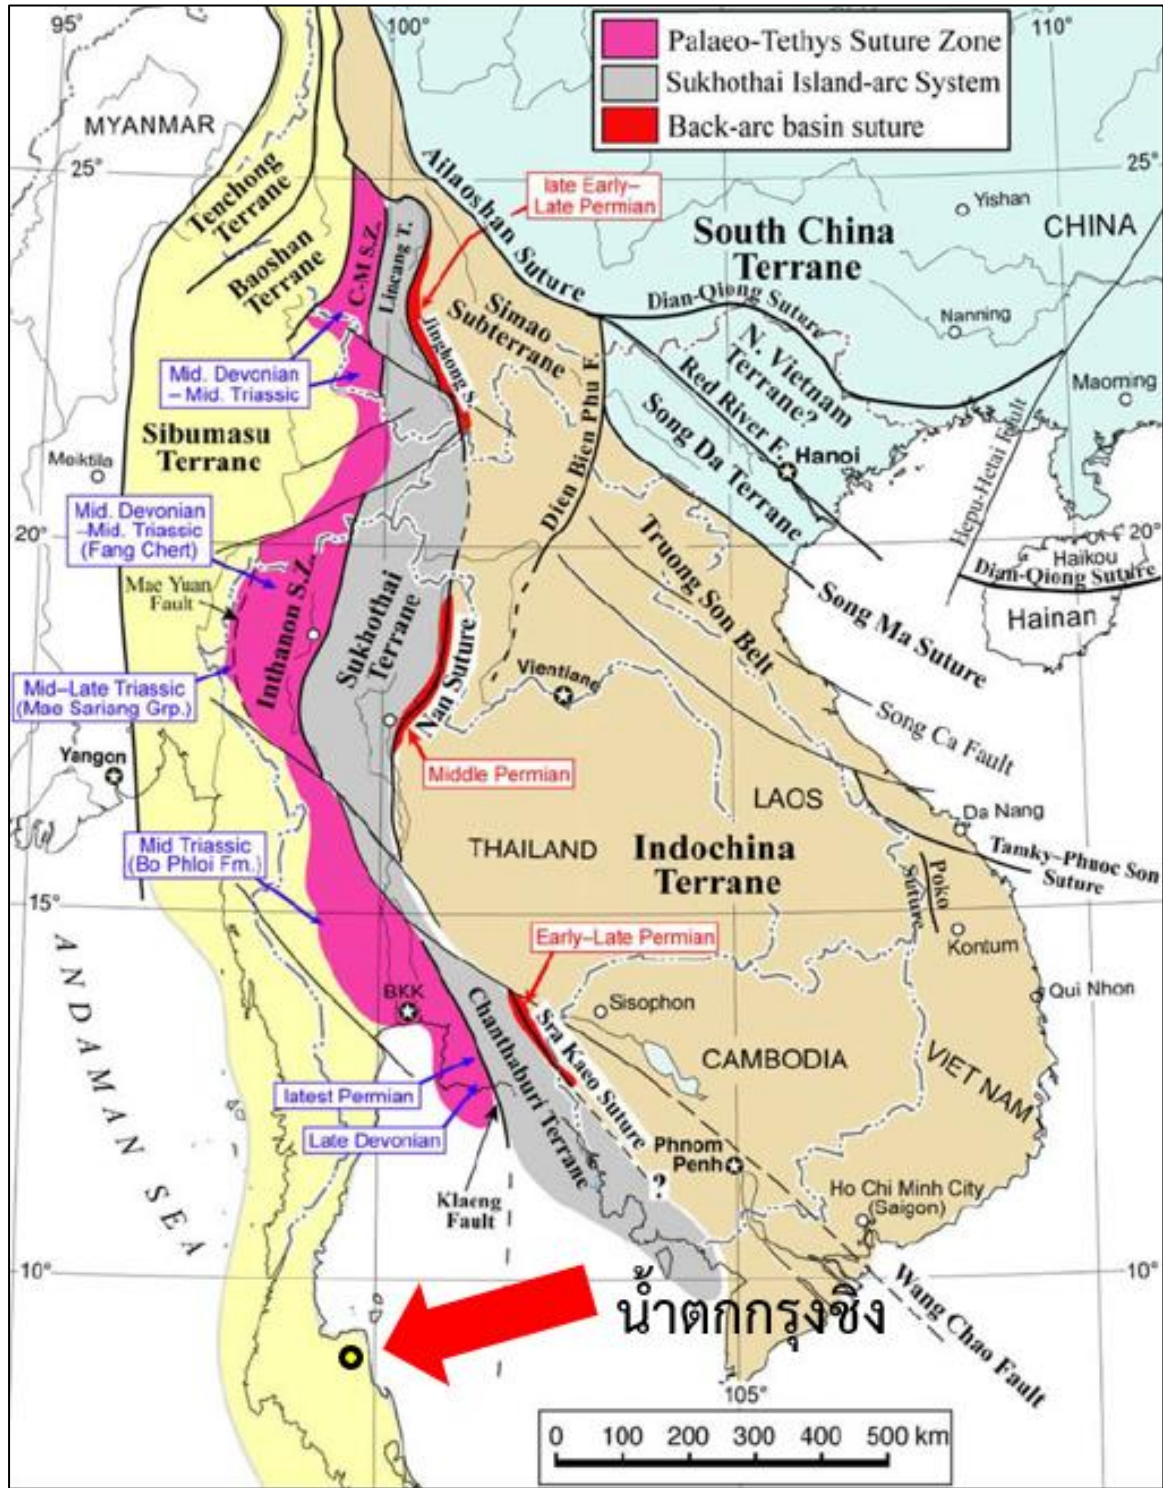 95°
100°
110°
Palaeo-Tethys Suture Zone
Sukhothai Island-arc System
Back-arc basin suture
MYANMAR
25°
25°
Tenchong
Terrane
Baoshan
Terrane
C-M S.Z.
Lincang T.
Ailaoshan Suture
late Early–
Late Permian
Yishan
CHINA
South China
Terrane
Dian-Qiong Suture
Nanning
Simao
Subterrane
Jinghong S.
N. Vietnam
Terrane?
Red River F.
Maoming
Mid. Devonian
– Mid. Triassic
Song Da Terrane
Hanoi
Dien Bien Phu F.
Hepu-Hetai Fault
Sibumasu
Terrane
Meiktila
Mid. Devonian
–Mid. Triassic
(Fang Chert)
20°
20°
Haikou
Dian-Qiong Suture
Hainan
Mae Yuan
Fault
Inthanon S.Z.
Sukhothai
Terrane
Nan Suture
Truong Son Belt
Song Ma Suture
Vientiane
Mid–Late Triassic
(Mae Sariang Grp.)
Song Ca Fault
Yangon
Middle Permian
LAOS
Da Nang
Mid Triassic
(Bo Phloi Fm.)
THAILAND
Indochina
Terrane
Tamky–Phuoc Son
Suture
Poko
Suture
15°
Kontum
Early–Late Permian
ANDAMAN SEA
BKK
Sisophon
Qui Nhon
Chanthaburi Terrane
Sra Kaeo Suture
CAMBODIA
VIET NAM
latest Permian
Late Devonian
Phnom
Penh
?
Klaeng
Fault
Ho Chi Minh City
(Saigon)
10°
10°
น้ำตกกรุงชิง
Wang Chao Fault
105°
0 100 200 300 400 500 km